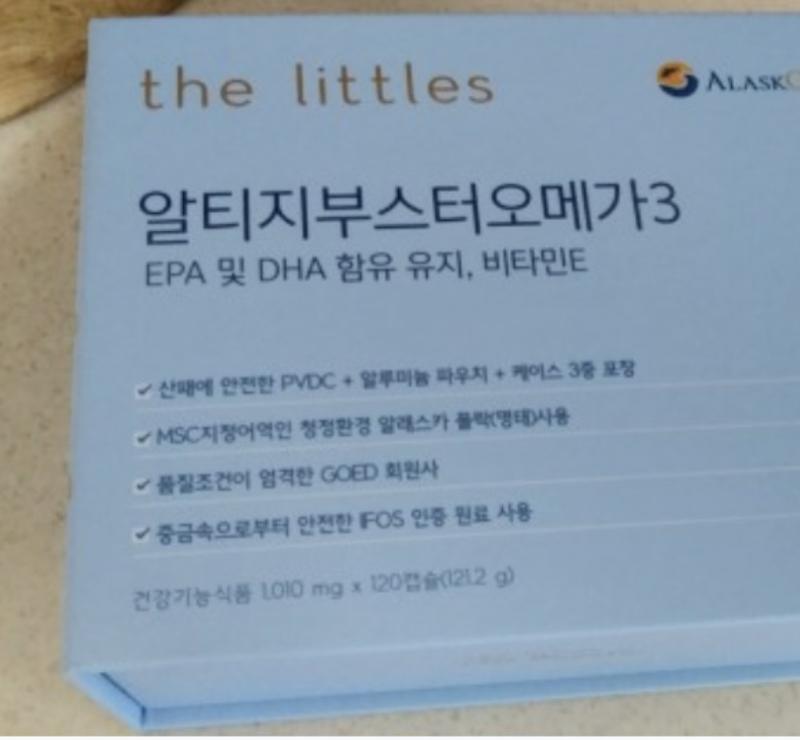 the littles
ALASK
알티지부스터오메가3
EPA 및 DHA 함유 유지, 비타민E
산패에 안전한 PVDC + 알루미늄 파우치 + 케이스 3중 포장
MSC지정어역인 청정환경 알래스카 폴락(명태)사용
품질조건이 엄격한 GOED 회원사
중금속으로부터 안전한 IFOS 인증 원료 사용
건강기능식품 1,010 mg x 120캡슐(121.2 g)